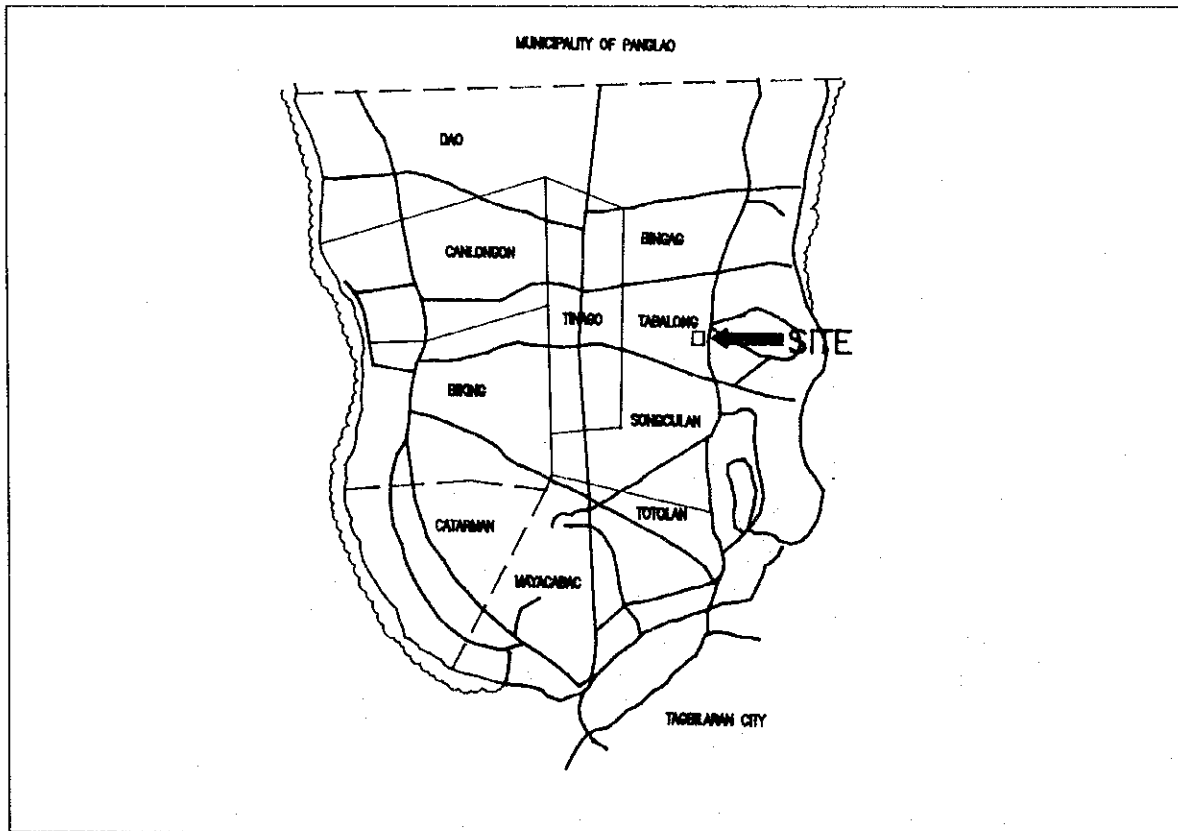 MUNICIPALITY OF PANGLAO
DAO
CANLONGON
BINGAG
TINAGO
TABALONG
SITE
BIKING
SONGCULAN
CATARMAN
TOTOLAN
MAYACABAC
TAGBILARAN CITY